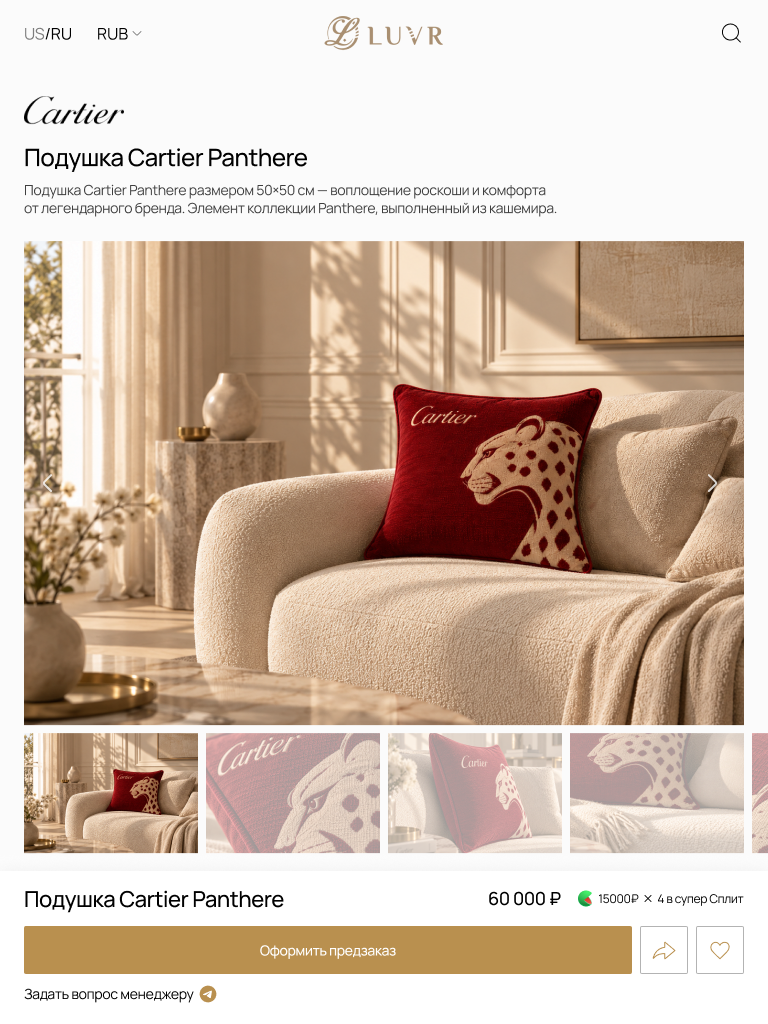 US/RU
RUB
LUVR
Cartier
Подушка Cartier Panthere
Подушка Cartier Panthere размером 50×50 см — воплощение роскоши и комфорта
от легендарного бренда. Элемент коллекции Panthere, выполненный из кашемира.
Cartier
Cartier
Cartier
Cartier
Подушка Cartier Panthere
60 000 ₽
15000₽ × 4 в супер Сплит
Оформить предзаказ
Задать вопрос менеджеру